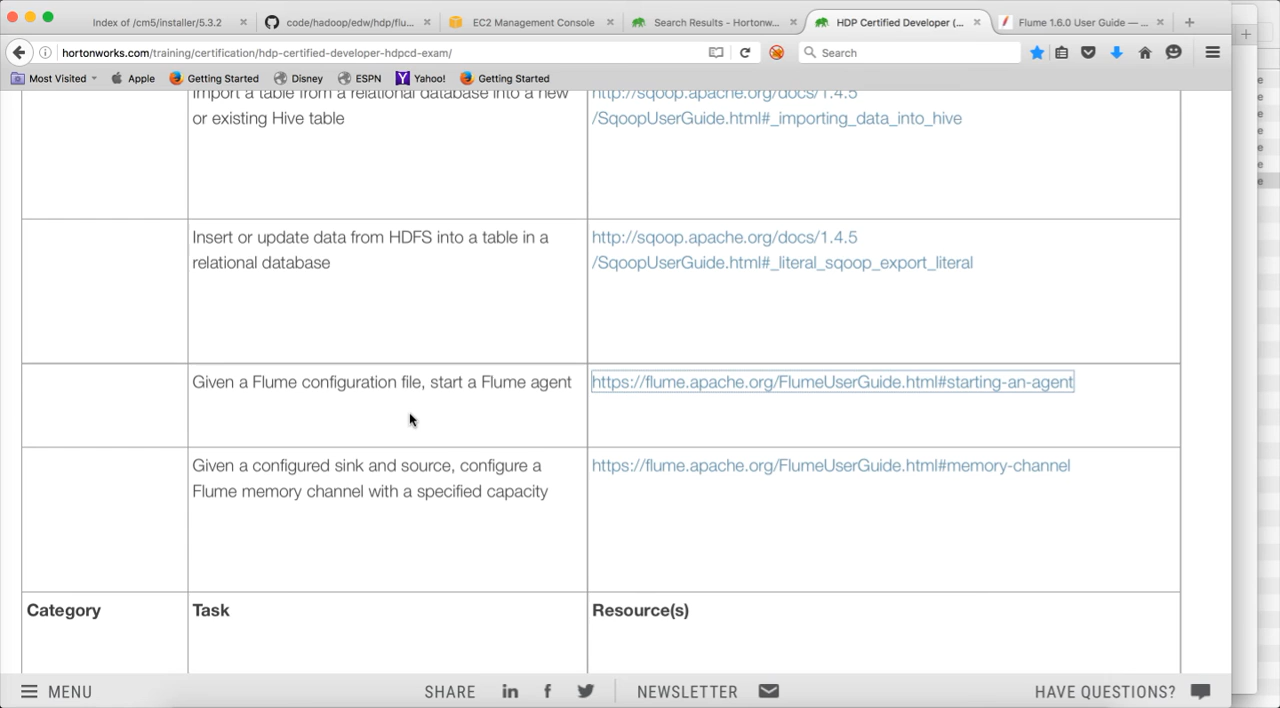 Index of /cm5/installer/5.3.2
code/hadoop/edw/hdp/flu...
EC2 Management Console
Search Results - Hortonw...
HDP Certified Developer (...
Flume 1.6.0 User Guide — ...
hortonworks.com/training/certification/hdp-certified-developer-hdpcd-exam/
Search
Most Visited
Apple
Getting Started
Disney
ESPN
Yahoo!
Getting Started
Import a table from a relational database into a new
or existing Hive table
http://sqoop.apache.org/docs/1.4.5
/SqoopUserGuide.html#_importing_data_into_hive
Insert or update data from HDFS into a table in a
relational database
http://sqoop.apache.org/docs/1.4.5
/SqoopUserGuide.html#_literal_sqoop_export_literal
Given a Flume configuration file, start a Flume agent
https://flume.apache.org/FlumeUserGuide.html#starting-an-agent
Given a configured sink and source, configure a
Flume memory channel with a specified capacity
https://flume.apache.org/FlumeUserGuide.html#memory-channel
Category
Task
Resource(s)
MENU
SHARE
NEWSLETTER
HAVE QUESTIONS?